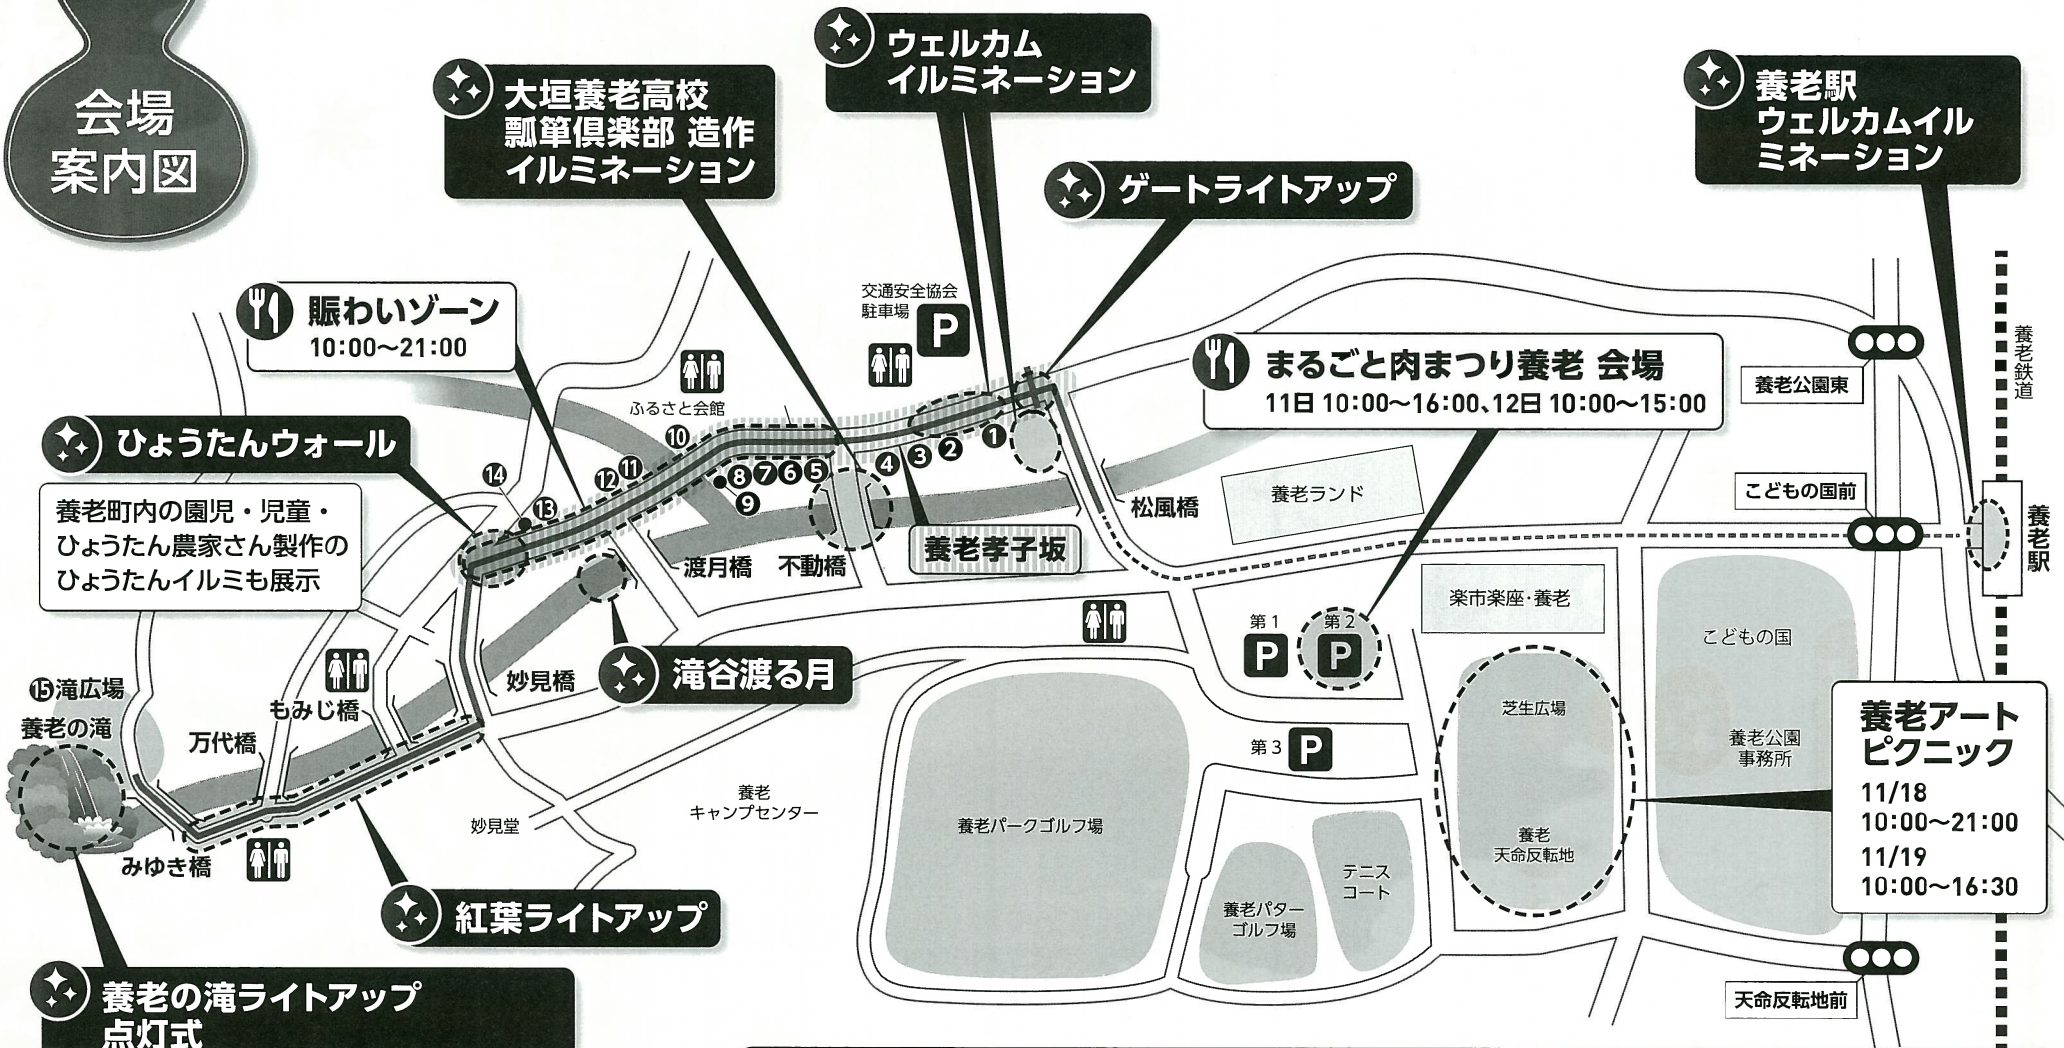 会場
案内図
大垣養老高校
瓢箪倶楽部 造作
イルミネーション
ウェルカム
イルミネーション
ゲートライトアップ
養老駅
ウェルカムイル
ミネーション
賑わいゾーン
10:00〜21:00
交通安全協会
駐車場
P
ふるさと会館
まるごと肉まつり養老 会場
11日 10:00〜16:00、12日 10:00〜15:00
養老鉄道
養老公園東
ひょうたんウォール
養老町内の園児・児童・
ひょうたん農家さん製作の
ひょうたんイルミも展示
⑭
⑬
⑫
⑪
⑩
⑧
⑦
⑥
⑤
⑨
④
③
②
①
渡月橋
不動橋
養老孝子坂
松風橋
養老ランド
こどもの国前
養老駅
楽市楽座・養老
こどもの国
第1
P
第2
P
滝谷渡る月
妙見橋
もみじ橋
⑮滝広場
養老の滝
万代橋
みゆき橋
妙見堂
養老
キャンプセンター
第3 P
芝生広場
養老
天命反転地
養老公園
事務所
養老アート
ピクニック
11/18
10:00〜21:00
11/19
10:00〜16:30
養老パークゴルフ場
養老パター
ゴルフ場
テニス
コート
紅葉ライトアップ
天命反転地前
養老の滝ライトアップ
点灯式